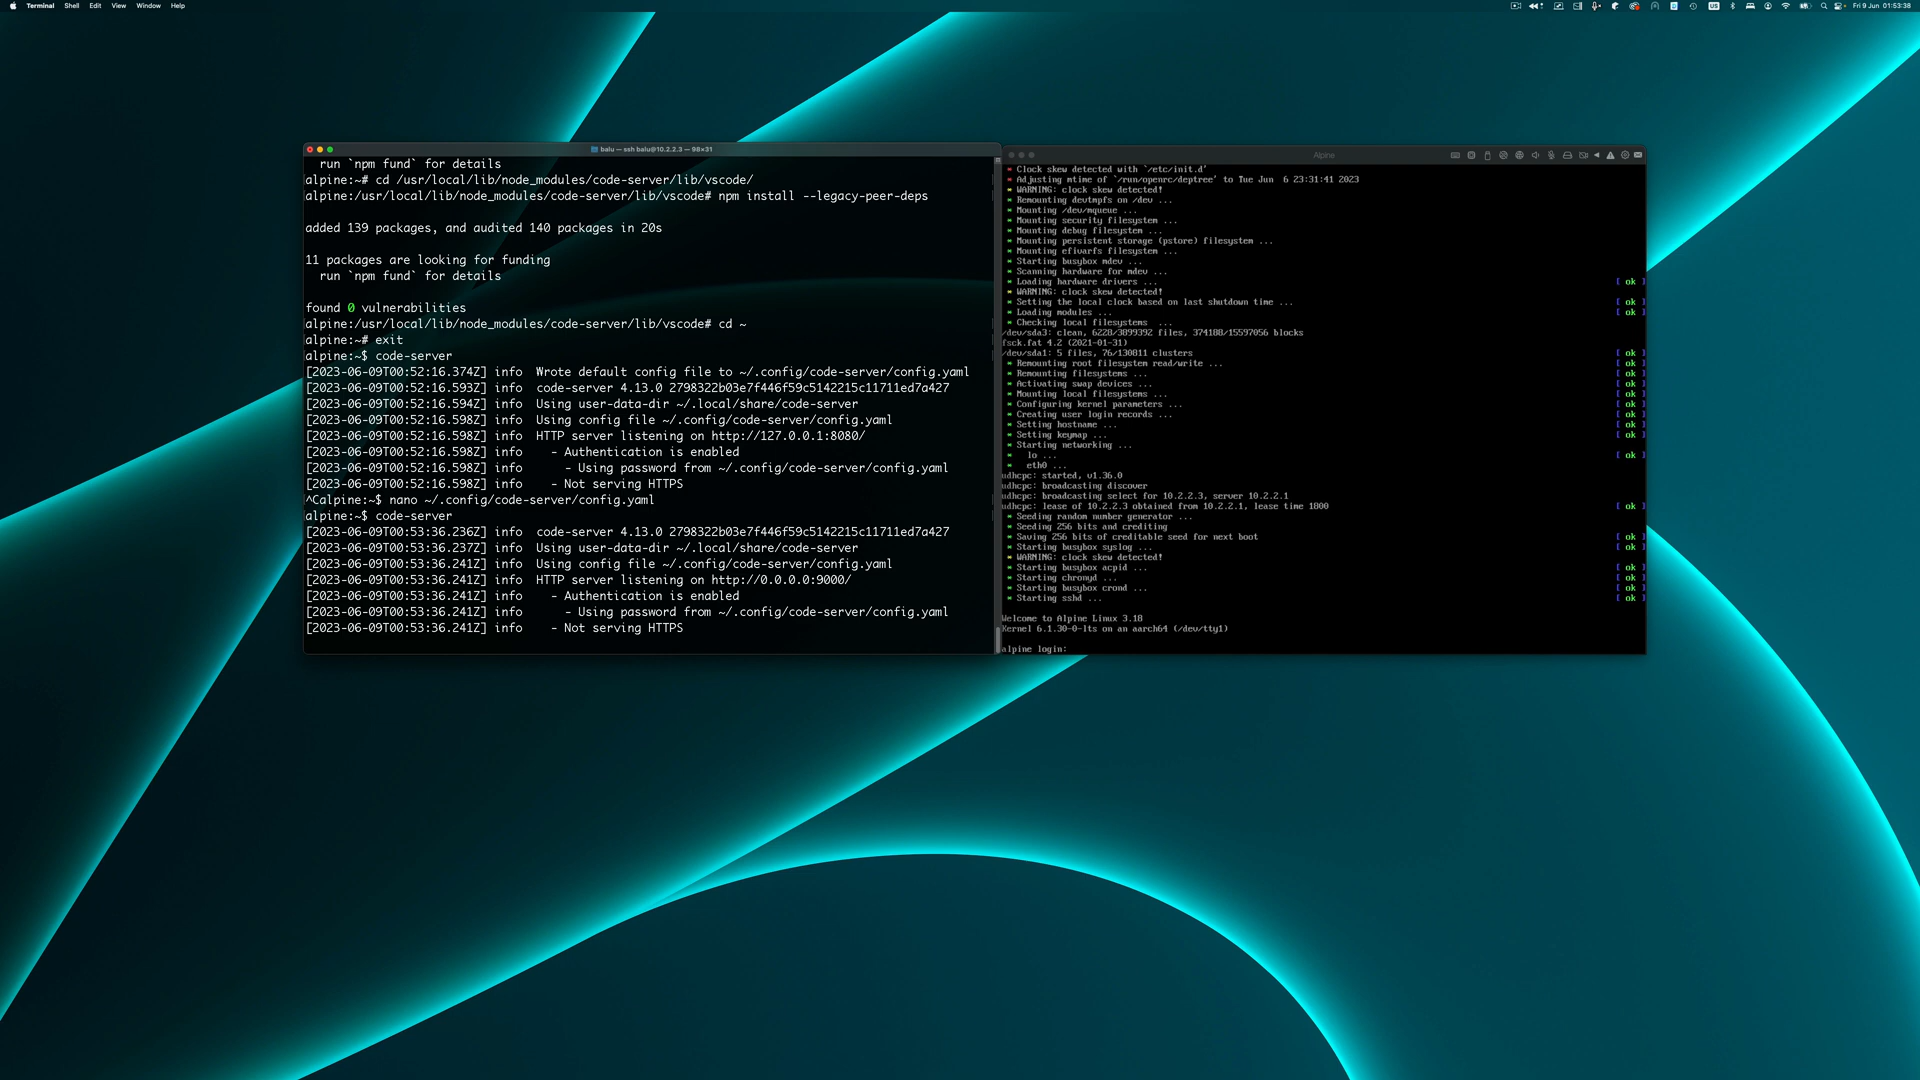 Terminal Shell Edit View Window Help
US
Fri 9 Jun 01:53:38
balu — ssh balu@10.2.2.3 — 98×31
run `npm fund` for details
alpine:~# cd /usr/local/lib/node_modules/code-server/lib/vscode/
alpine:/usr/local/lib/node_modules/code-server/lib/vscode# npm install --legacy-peer-deps
added 139 packages, and audited 140 packages in 20s
11 packages are looking for funding
run `npm fund` for details
found 0 vulnerabilities
alpine:/usr/local/lib/node_modules/code-server/lib/vscode# cd ~
alpine:~# exit
alpine:~$ code-server
[2023-06-09T00:52:16.374Z] info  Wrote default config file to ~/.config/code-server/config.yaml
[2023-06-09T00:52:16.593Z] info  code-server 4.13.0 2798322b03e7f446f59c5142215c11711ed7a427
[2023-06-09T00:52:16.594Z] info  Using user-data-dir ~/.local/share/code-server
[2023-06-09T00:52:16.598Z] info  Using config file ~/.config/code-server/config.yaml
[2023-06-09T00:52:16.598Z] info  HTTP server listening on http://127.0.0.1:8080/
[2023-06-09T00:52:16.598Z] info    - Authentication is enabled
[2023-06-09T00:52:16.598Z] info      - Using password from ~/.config/code-server/config.yaml
[2023-06-09T00:52:16.598Z] info    - Not serving HTTPS
^Calpine:~$ nano ~/.config/code-server/config.yaml
alpine:~$ code-server
[2023-06-09T00:53:36.236Z] info  code-server 4.13.0 2798322b03e7f446f59c5142215c11711ed7a427
[2023-06-09T00:53:36.237Z] info  Using user-data-dir ~/.local/share/code-server
[2023-06-09T00:53:36.241Z] info  Using config file ~/.config/code-server/config.yaml
[2023-06-09T00:53:36.241Z] info  HTTP server listening on http://0.0.0.0:9000/
[2023-06-09T00:53:36.241Z] info    - Authentication is enabled
[2023-06-09T00:53:36.241Z] info      - Using password from ~/.config/code-server/config.yaml
[2023-06-09T00:53:36.241Z] info    - Not serving HTTPS
Alpine
* Clock skew detected with `/etc/init.d'
* Adjusting mtime of `/run/openrc/deptree' to Tue Jun  6 23:31:41 2023
* WARNING: clock skew detected!
* Remounting devtmpfs on /dev ...
* Mounting /dev/mqueue ...
* Mounting security filesystem ...
* Mounting debug filesystem ...
* Mounting persistent storage (pstore) filesystem ...
* Mounting efivarfs filesystem ...
* Starting busybox mdev ...
* Scanning hardware for mdev ...
* Loading hardware drivers ... [ ok ]
* WARNING: clock skew detected!
* Setting the local clock based on last shutdown time ... [ ok ]
* Loading modules ... [ ok ]
* Checking local filesystems  ...
/dev/sda3: clean, 6228/3899392 files, 374188/15597056 blocks
fsck.fat 4.2 (2021-01-31)
/dev/sda1: 5 files, 76/130811 clusters [ ok ]
* Remounting root filesystem read/write ... [ ok ]
* Remounting filesystems ... [ ok ]
* Activating swap devices ... [ ok ]
* Mounting local filesystems ... [ ok ]
* Configuring kernel parameters ... [ ok ]
* Creating user login records ... [ ok ]
* Setting hostname ... [ ok ]
* Setting keymap ... [ ok ]
* Starting networking ...
*   lo ... [ ok ]
*   eth0 ...
udhcpc: started, v1.36.0
udhcpc: broadcasting discover
udhcpc: broadcasting select for 10.2.2.3, server 10.2.2.1
udhcpc: lease of 10.2.2.3 obtained from 10.2.2.1, lease time 1800 [ ok ]
* Seeding random number generator ...
* Seeding 256 bits and crediting
* Saving 256 bits of creditable seed for next boot [ ok ]
* Starting busybox syslog ... [ ok ]
* WARNING: clock skew detected!
* Starting busybox acpid ... [ ok ]
* Starting chronyd ... [ ok ]
* Starting busybox crond ... [ ok ]
* Starting sshd ... [ ok ]
Welcome to Alpine Linux 3.18
Kernel 6.1.30-0-lts on an aarch64 (/dev/tty1)
alpine login: